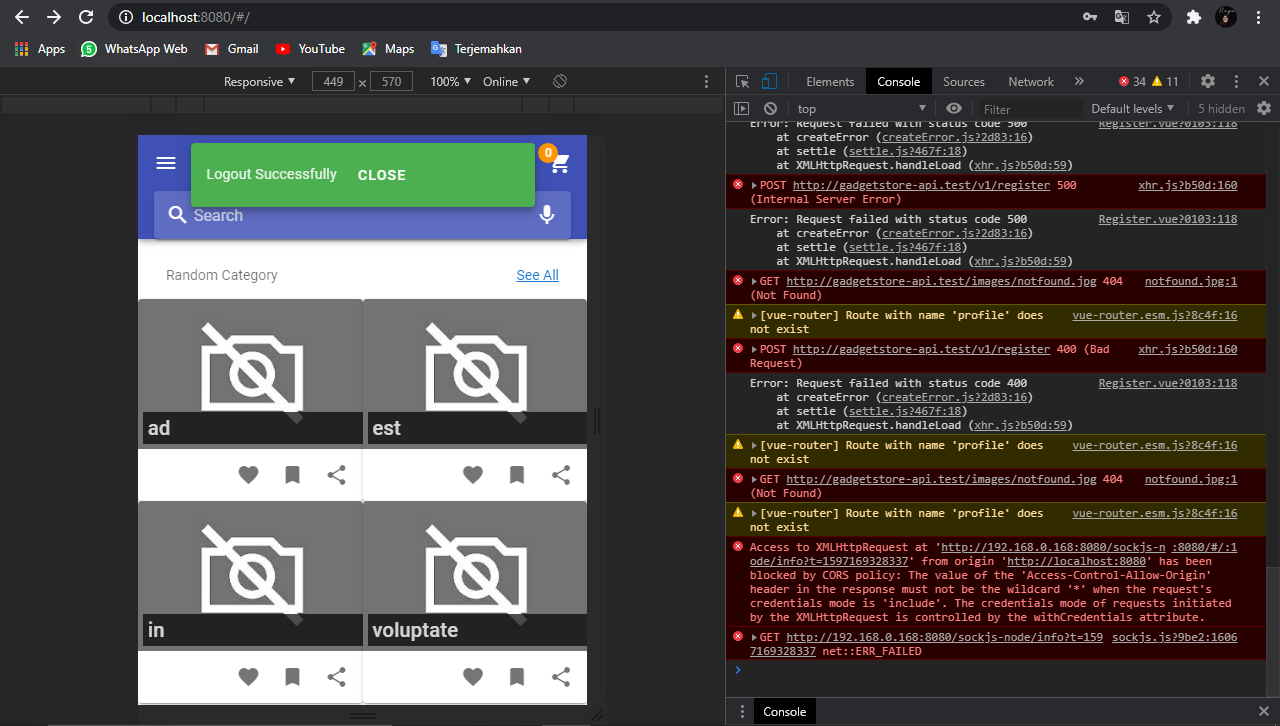 localhost:8080/#/
Apps WhatsApp Web Gmail YouTube Maps Terjemahkan
Responsive 449 x 570 100% Online
Elements Console Sources Network » 34 11
top Filter Default levels 5 hidden
Logout Successfully CLOSE
0
Search
Random Category See All
ad est
in voluptate
Error: Request failed with status code 500 Register.vue?0103:118
at createError (createError.js?2d83:16)
at settle (settle.js?467f:18)
at XMLHttpRequest.handleLoad (xhr.js?b50d:59)
POST http://gadgetstore-api.test/v1/register 500 xhr.js?b50d:160
(Internal Server Error)
Error: Request failed with status code 500 Register.vue?0103:118
at createError (createError.js?2d83:16)
at settle (settle.js?467f:18)
at XMLHttpRequest.handleLoad (xhr.js?b50d:59)
GET http://gadgetstore-api.test/images/notfound.jpg 404 notfound.jpg:1
(Not Found)
[vue-router] Route with name 'profile' does vue-router.esm.js?8c4f:16
not exist
POST http://gadgetstore-api.test/v1/register 400 (Bad xhr.js?b50d:160
Request)
Error: Request failed with status code 400 Register.vue?0103:118
at createError (createError.js?2d83:16)
at settle (settle.js?467f:18)
at XMLHttpRequest.handleLoad (xhr.js?b50d:59)
[vue-router] Route with name 'profile' does vue-router.esm.js?8c4f:16
not exist
GET http://gadgetstore-api.test/images/notfound.jpg 404 notfound.jpg:1
(Not Found)
[vue-router] Route with name 'profile' does vue-router.esm.js?8c4f:16
not exist
Access to XMLHttpRequest at 'http://192.168.0.168:8080/sockjs-n :8080/#/:1
ode/info?t=1597169328337' from origin 'http://localhost:8080' has been
blocked by CORS policy: The value of the 'Access-Control-Allow-Origin'
header in the response must not be the wildcard '*' when the request's
credentials mode is 'include'. The credentials mode of requests initiated
by the XMLHttpRequest is controlled by the withCredentials attribute.
GET http://192.168.0.168:8080/sockjs-node/info?t=159 sockjs.js?9be2:1606
7169328337 net::ERR_FAILED
Console